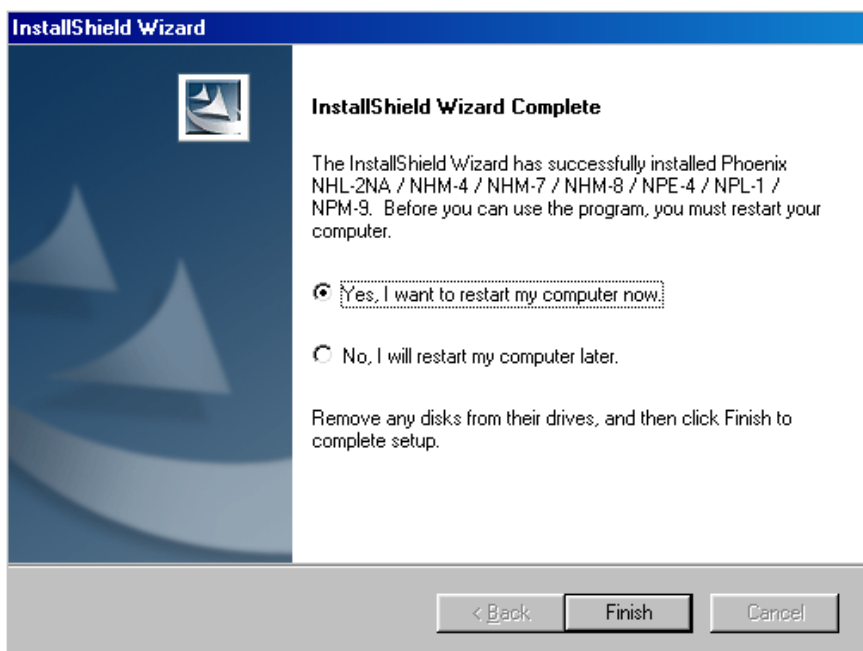 InstallShield Wizard
InstallShield Wizard Complete
The InstallShield Wizard has successfully installed Phoenix
NHL-2NA / NHM-4 / NHM-7 / NHM-8 / NPE-4 / NPL-1 /
NPM-9. Before you can use the program, you must restart your
computer.
Yes, I want to restart my computer now.
No, I will restart my computer later.
Remove any disks from their drives, and then click Finish to
complete setup.
< Back Finish Cancel